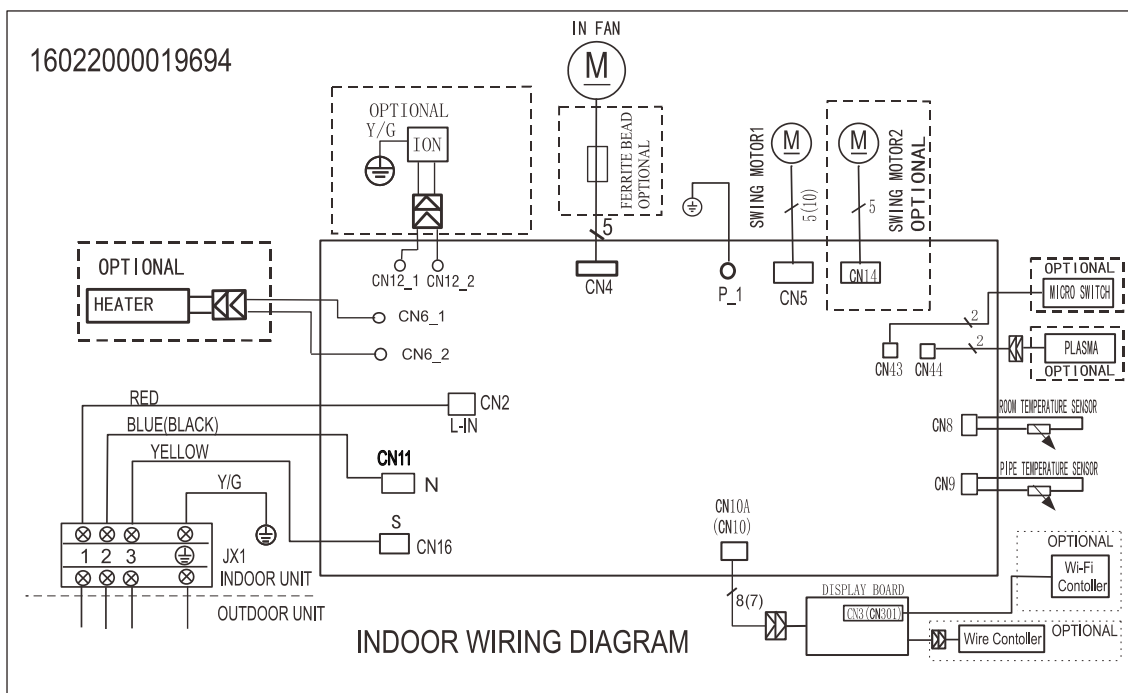 16022000019694
IN FAN
M
OPTIONAL
Y/G
ION
FERRITE BEAD
OPTIONAL
5
SWING MOTOR1
M
5(10)
M
5
SWING MOTOR2
OPTIONAL
CN12_1
CN12_2
CN4
P_1
CN5
CN14
OPTIONAL
HEATER
CN6_1
CN6_2
OPTIONAL
MICRO SWITCH
2
2
PLASMA
OPTIONAL
CN43
CN44
RED
CN2
L-IN
BLUE(BLACK)
YELLOW
CN11
N
Y/G
S
CN16
CN8
ROOM TEMPERATURE SENSOR
CN9
PIPE TEMPERATURE SENSOR
1 2 3
JX1
INDOOR UNIT
OUTDOOR UNIT
CN10A
(CN10)
8(7)
DISPLAY BOARD
CN3(CN301)
OPTIONAL
Wi-Fi
Contoller
Wire Contoller
OPTIONAL
INDOOR WIRING DIAGRAM